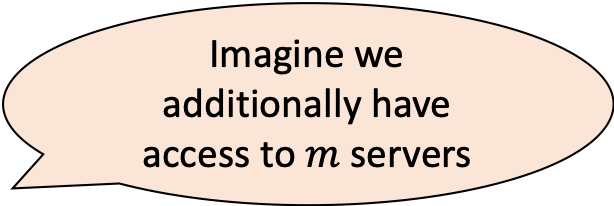 Imagine we
additionally have
access to m servers